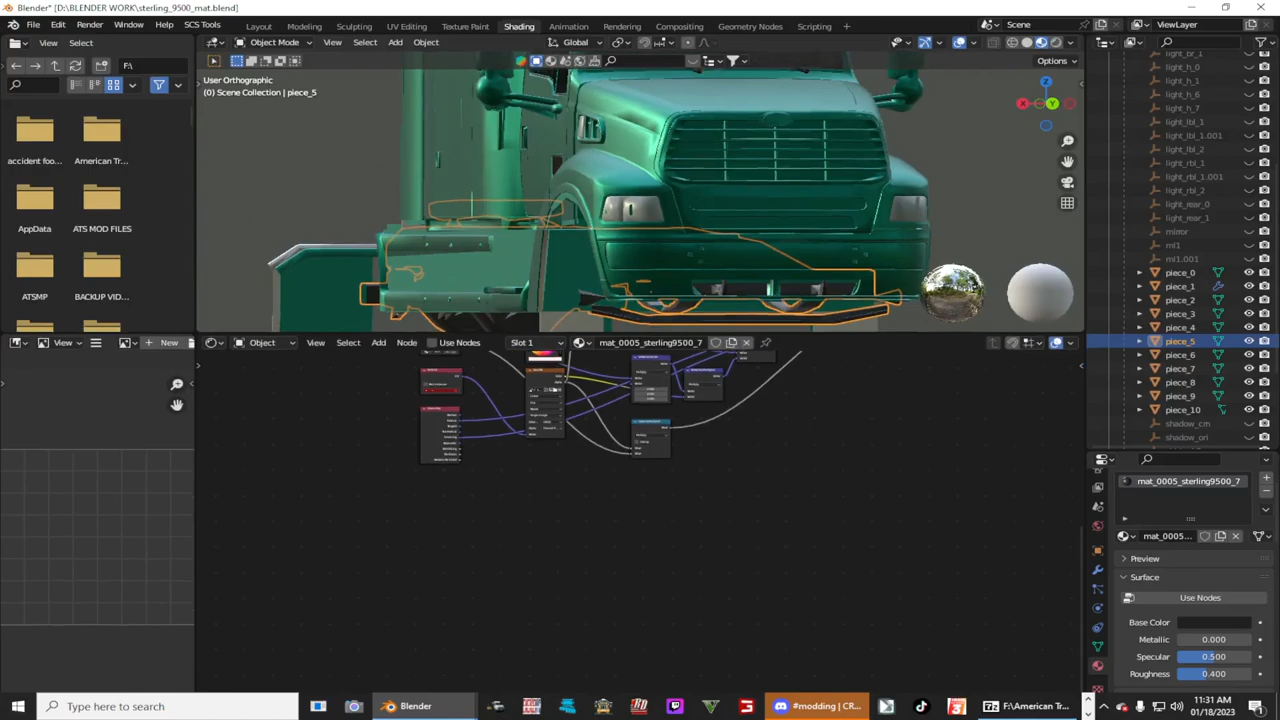 Blender* [D:\BLENDER WORK\sterling_9500_mat.blend]
File Edit Render Window Help SCS Tools
Layout Modeling Sculpting UV Editing Texture Paint Shading Animation Rendering Compositing Geometry Nodes Scripting +
Scene
ViewLayer
View Select
Object Mode View Select Add Object
Global
F:\
Options
User Orthographic
(0) Scene Collection | piece_5
accident foo...
American Tr...
AppData
ATS MOD FILES
ATSMP
BACKUP VID...
Z
X
Y
light_br_1
light_h_0
light_h_1
light_h_6
light_h_7
light_lbl_1
light_lbl_1.001
light_lbl_2
light_rbl_1
light_rbl_1.001
light_rbl_2
light_rear_0
light_rear_1
mirror
ml1
ml1.001
piece_0
piece_1
piece_2
piece_3
piece_4
piece_5
piece_6
piece_7
piece_8
piece_9
piece_10
shadow_cm
shadow_ori
View
New
Object View Select Add Node Use Nodes Slot 1 mat_0005_sterling9500_7
mat_0005_sterling9500_7
mat_0005...
Preview
Surface
Use Nodes
Base Color
Metallic 0.000
Specular 0.500
Roughness 0.400
Type here to search
Blender
#modding | CR...
F:\American Tr...
11:31 AM
01/18/2023